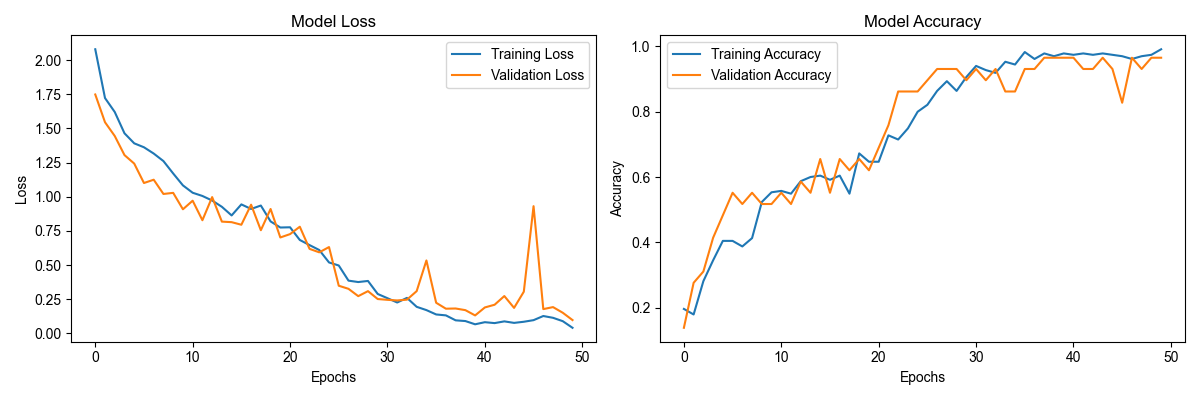 Model Loss
Training Loss
Validation Loss
2.00
1.75
1.50
1.25
1.00
0.75
0.50
0.25
0.00
Loss
0 10 20 30 40 50
Epochs
Model Accuracy
Training Accuracy
Validation Accuracy
1.0
0.8
0.6
0.4
0.2
Accuracy
0 10 20 30 40 50
Epochs